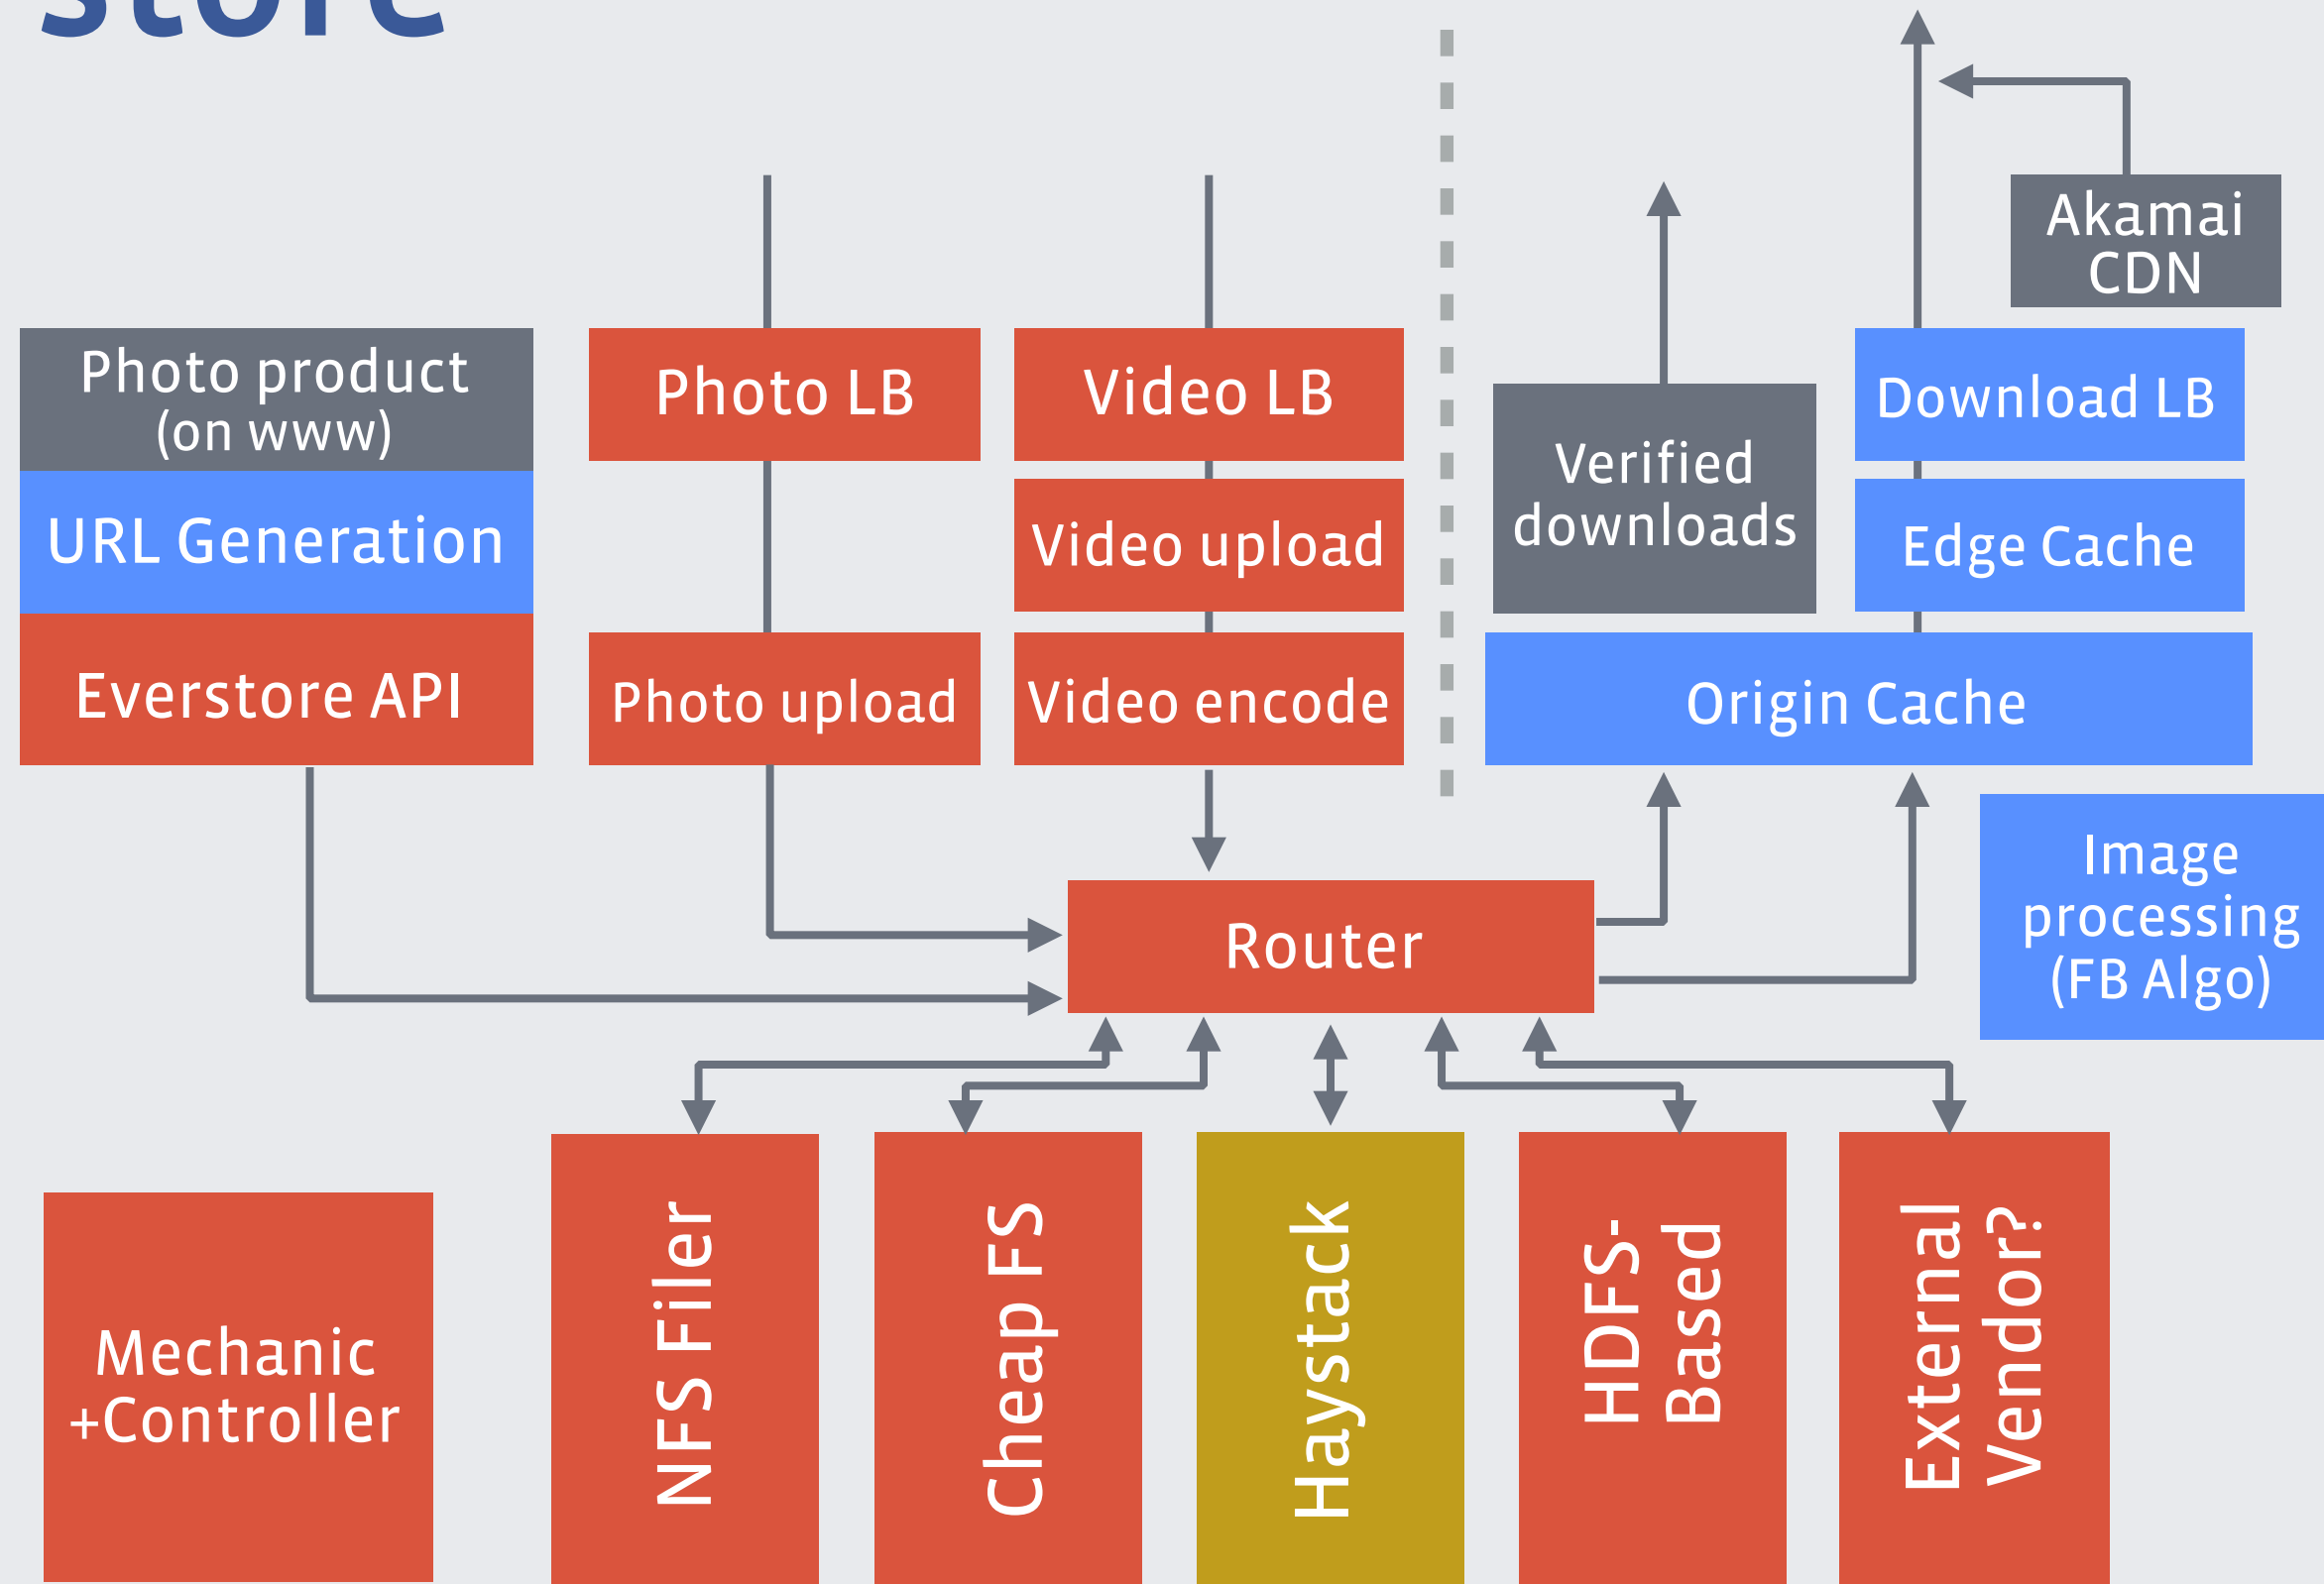 store
Akamai
CDN
Photo product
(on www)
Photo LB
Video LB
Download LB
Verified
downloads
URL Generation
Video upload
Edge Cache
Everstore API
Photo upload
Video encode
Origin Cache
Image
processing
(FB Algo)
Router
Mechanic
+Controller
NFS Filer
Cheap FS
Haystack
HDFS-
Based
External
Vendor?